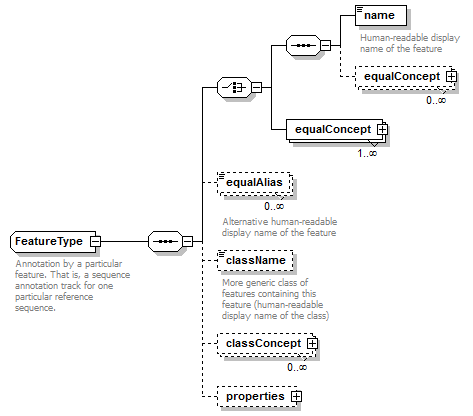 name
Human-readable display
name of the feature
equalConcept
0..∞
equalConcept
1..∞
equalAlias
0..∞
Alternative human-readable
display name of the feature
FeatureType
Annotation by a particular
feature. That is, a sequence
annotation track for one
particular reference
sequence.
className
More generic class of
features containing this
feature (human-readable
display name of the class)
classConcept
0..∞
properties